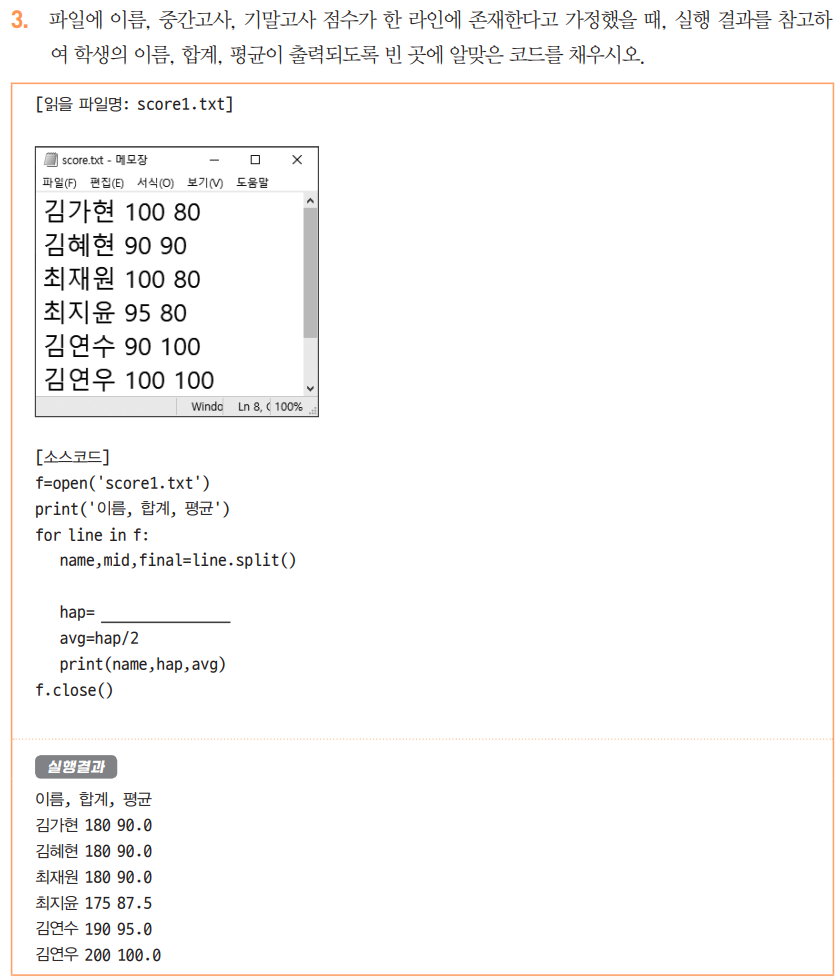 3. 파일에 이름, 중간고사, 기말고사 점수가 한 라인에 존재한다고 가정했을 때, 실행 결과를 참고하
여 학생의 이름, 합계, 평균이 출력되도록 빈 곳에 알맞은 코드를 채우시오.
[읽을 파일명: score1.txt]
score.txt - 메모장
파일(F) 편집(E) 서식(O) 보기(V) 도움말
김가현 100 80
김혜현 90 90
최재원 100 80
최지윤 95 80
김연수 90 100
김연우 100 100
Windo Ln 8, C 100%
[소스코드]
f=open('score1.txt')
print('이름, 합계, 평균')
for line in f:
name,mid,final=line.split()
hap= _______________
avg=hap/2
print(name,hap,avg)
f.close()
실행결과
이름, 합계, 평균
김가현 180 90.0
김혜현 180 90.0
최재원 180 90.0
최지윤 175 87.5
김연수 190 95.0
김연우 200 100.0